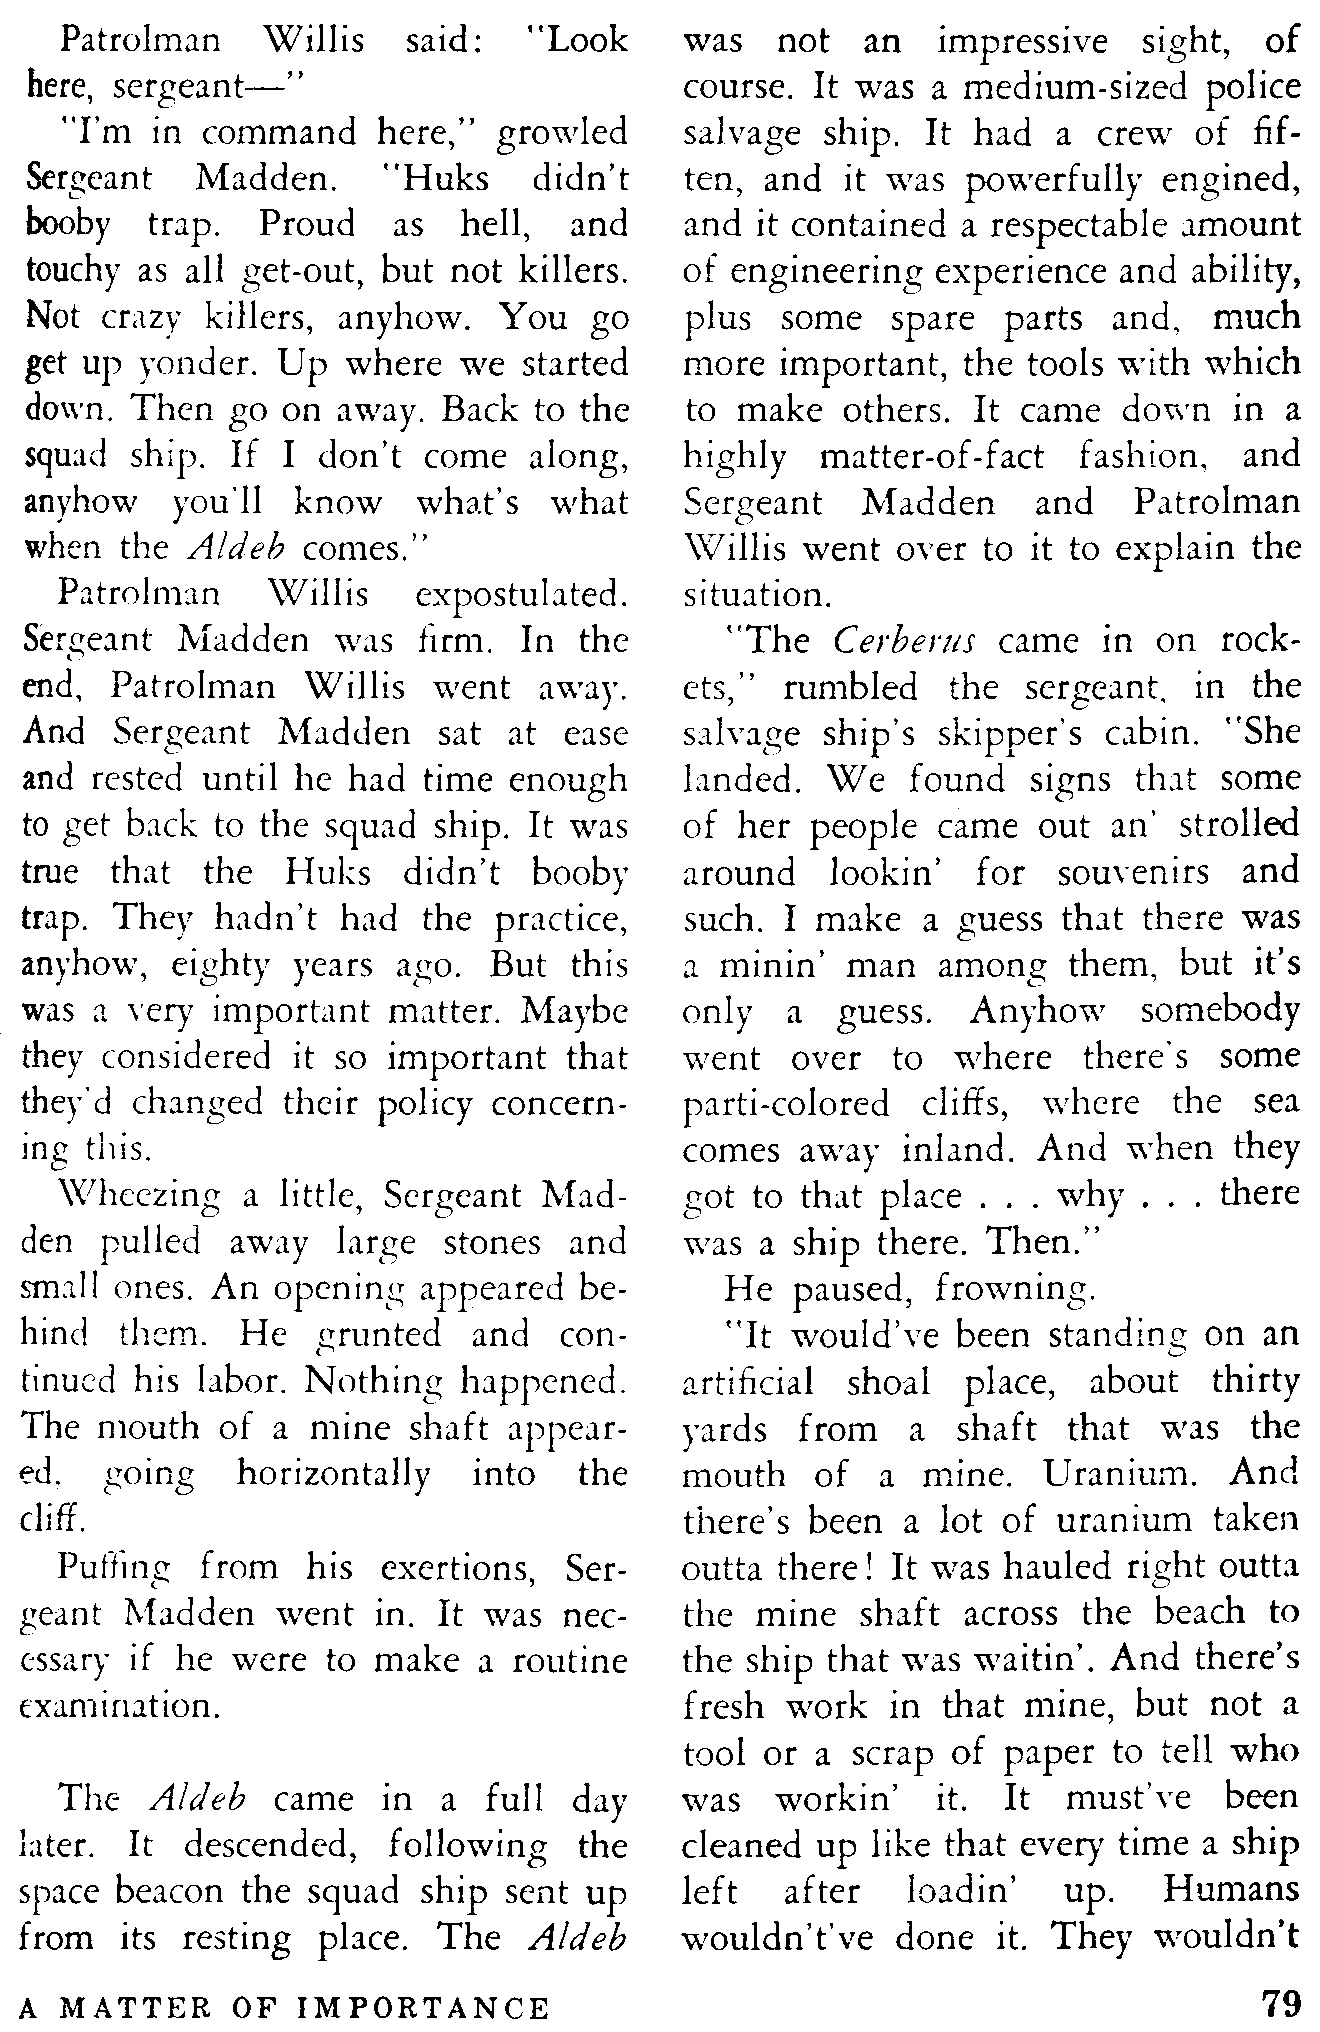 Patrolman Willis said: "Look
here, sergeant—"
"I'm in command here," growled
Sergeant Madden. "Huks didn't
booby trap. Proud as hell, and
touchy as all get-out, but not killers.
Not crazy killers, anyhow. You go
get up yonder. Up where we started
down. Then go on away. Back to the
squad ship. If I don't come along,
anyhow you'll know what's what
when the Aldeb comes."
Patrolman Willis expostulated.
Sergeant Madden was firm. In the
end, Patrolman Willis went away.
And Sergeant Madden sat at ease
and rested until he had time enough
to get back to the squad ship. It was
true that the Huks didn't booby
trap. They hadn't had the practice,
anyhow, eighty years ago. But this
was a very important matter. Maybe
they considered it so important that
they'd changed their policy concern-
ing this.
Wheezing a little, Sergeant Mad-
den pulled away large stones and
small ones. An opening appeared be-
hind them. He grunted and con-
tinued his labor. Nothing happened.
The mouth of a mine shaft appear-
ed, going horizontally into the
cliff.
Puffing from his exertions, Ser-
geant Madden went in. It was nec-
essary if he were to make a routine
examination.
The Aldeb came in a full day
later. It descended, following the
space beacon the squad ship sent up
from its resting place. The Aldeb
was not an impressive sight, of
course. It was a medium-sized police
salvage ship. It had a crew of fif-
ten, and it was powerfully engined,
and it contained a respectable amount
of engineering experience and ability,
plus some spare parts and, much
more important, the tools with which
to make others. It came down in a
highly matter-of-fact fashion, and
Sergeant Madden and Patrolman
Willis went over to it to explain the
situation.
"The Cerberus came in on rock-
ets," rumbled the sergeant, in the
salvage ship's skipper's cabin. "She
landed. We found signs that some
of her people came out an' strolled
around lookin' for souvenirs and
such. I make a guess that there was
a minin' man among them, but it's
only a guess. Anyhow somebody
went over to where there's some
parti-colored cliffs, where the sea
comes away inland. And when they
got to that place . . . why . . . there
was a ship there. Then."
He paused, frowning.
"It would've been standing on an
artificial shoal place, about thirty
yards from a shaft that was the
mouth of a mine. Uranium. And
there's been a lot of uranium taken
outta there! It was hauled right outta
the mine shaft across the beach to
the ship that was waitin'. And there's
fresh work in that mine, but not a
tool or a scrap of paper to tell who
was workin' it. It must've been
cleaned up like that every time a ship
left after loadin' up. Humans
wouldn't've done it. They wouldn't
A MATTER OF IMPORTANCE 79